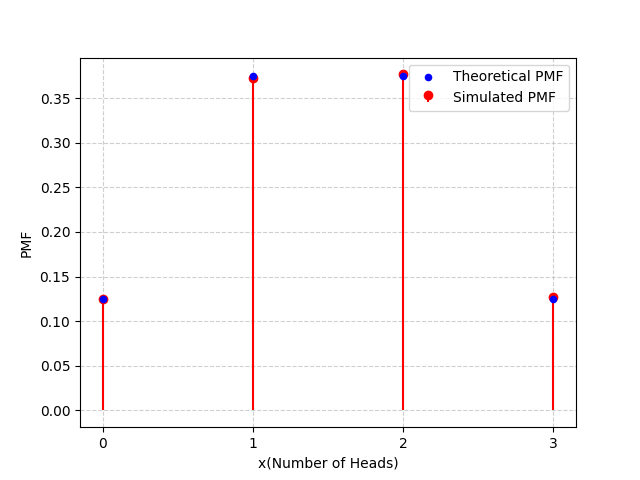 Theoretical PMF
Simulated PMF
0.35
0.30
0.25
0.20
0.15
0.10
0.05
0.00
PMF
0 1 2 3
x(Number of Heads)